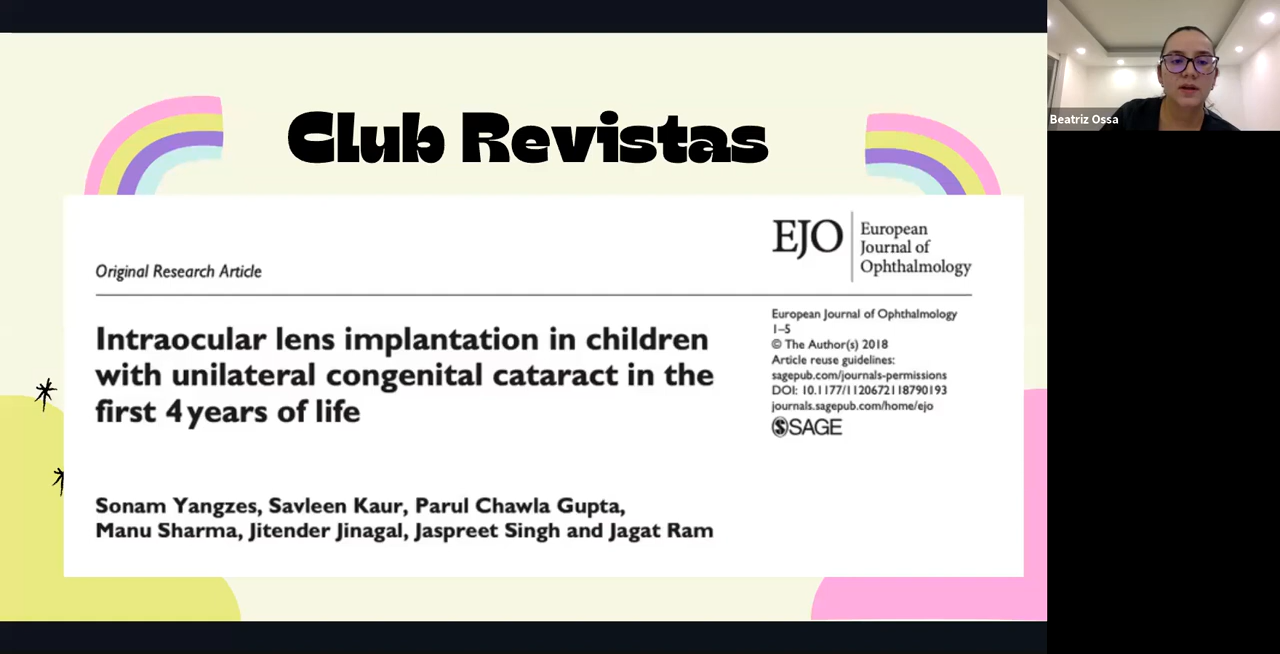 Club Revistas
Beatriz Ossa
EJO
European
Journal of
Ophthalmology
Original Research Article
Intraocular lens implantation in children
with unilateral congenital cataract in the
first 4 years of life
European Journal of Ophthalmology
1–5
© The Author(s) 2018
Article reuse guidelines:
sagepub.com/journals-permissions
DOI: 10.1177/1120672118790193
journals.sagepub.com/home/ejo
SAGE
Sonam Yangzes, Savleen Kaur, Parul Chawla Gupta,
Manu Sharma, Jitender Jinagal, Jaspreet Singh and Jagat Ram